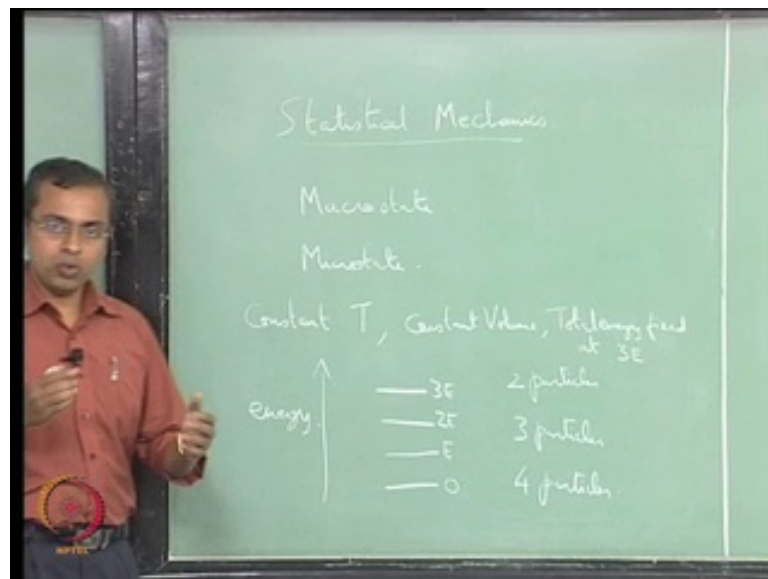 Statistical Mechanics.
Macrostate.
Microstate.
Constant T, Constant Volume, Total energy fixed
at 3E
3E 2 particles
energy. 2E 3 particles
E
0 4 particles.
NPTEL